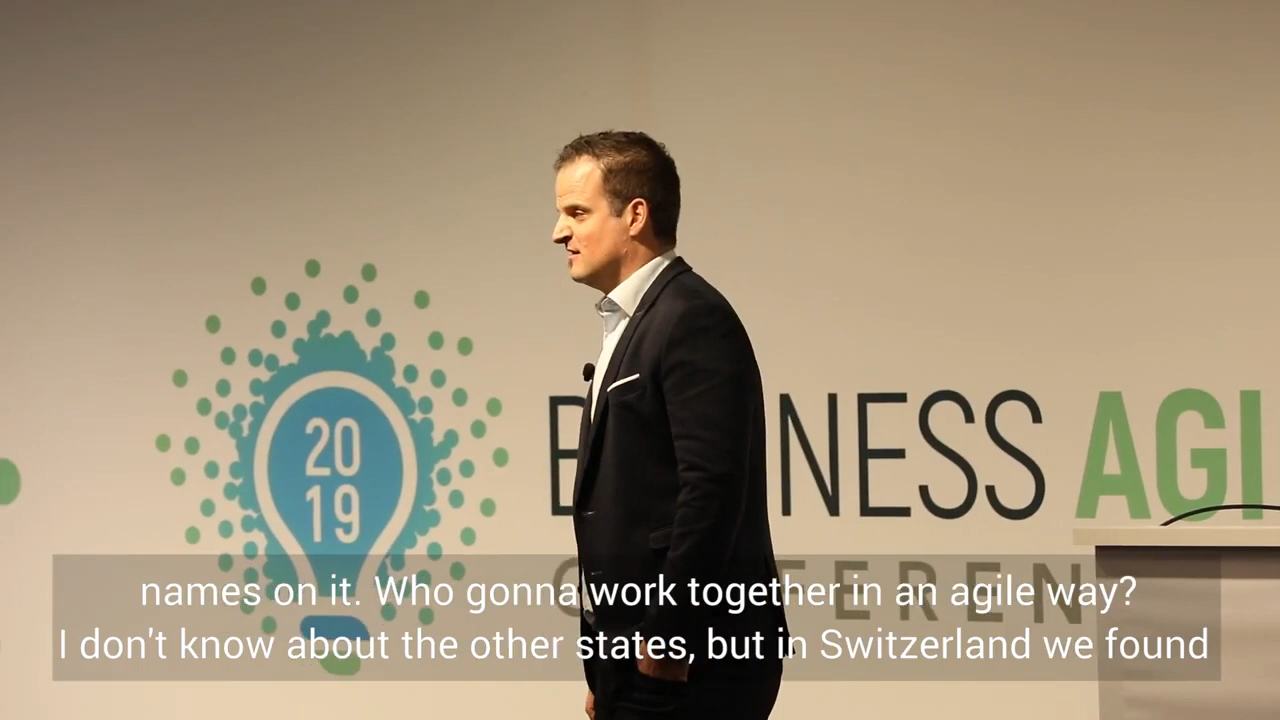 20
19
NESS AGI
names on it. Who gonna work together in an agile way?
I don't know about the other states, but in Switzerland we found